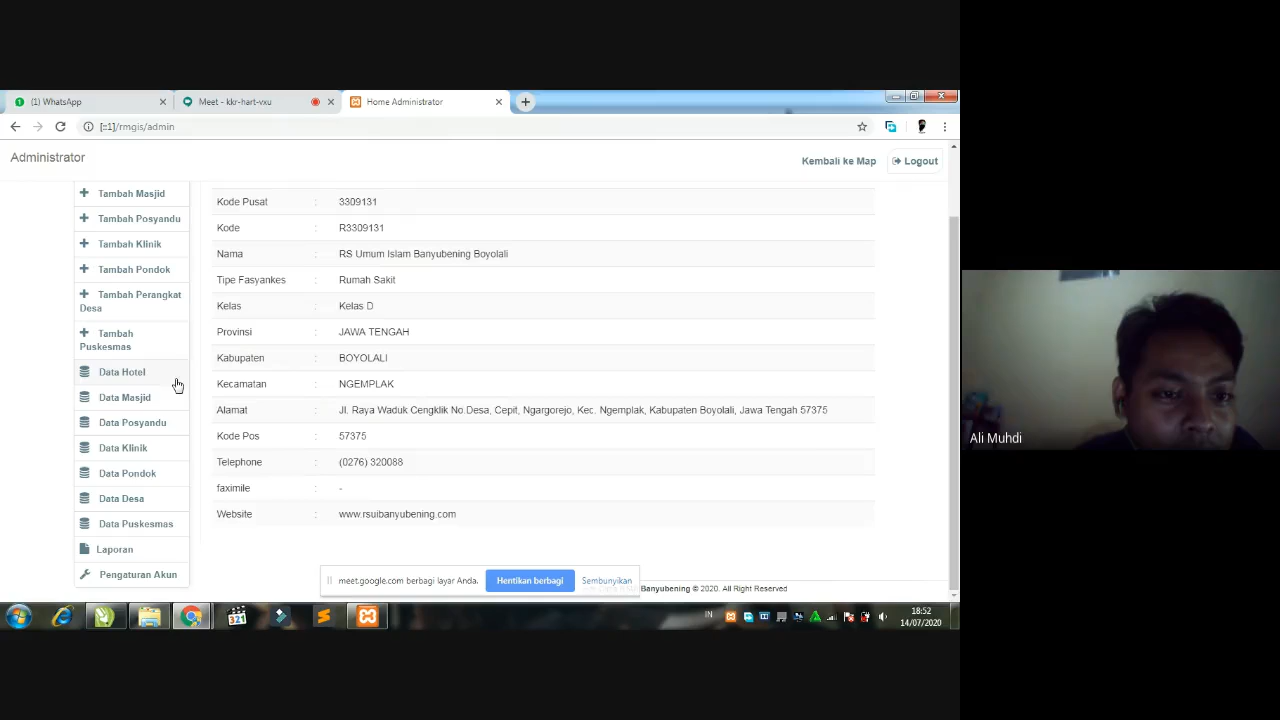 (1) WhatsApp
Meet - kkr-hart-vxu
Home Administrator
[::1]/rmgis/admin
Administrator
Kembali ke Map
Logout
Tambah Masjid
Tambah Posyandu
Tambah Klinik
Tambah Pondok
Tambah Perangkat
Desa
Tambah
Puskesmas
Data Hotel
Data Masjid
Data Posyandu
Data Klinik
Data Pondok
Data Desa
Data Puskesmas
Laporan
Pengaturan Akun
Kode Pusat : 3309131
Kode : R3309131
Nama : RS Umum Islam Banyubening Boyolali
Tipe Fasyankes : Rumah Sakit
Kelas : Kelas D
Provinsi : JAWA TENGAH
Kabupaten : BOYOLALI
Kecamatan : NGEMPLAK
Alamat : Jl. Raya Waduk Cengklik No.Desa, Cepit, Ngargorejo, Kec. Ngemplak, Kabupaten Boyolali, Jawa Tengah 57375
Kode Pos : 57375
Telephone : (0276) 320088
faximile : -
Website : www.rsuibanyubening.com
meet.google.com berbagi layar Anda.
Hentikan berbagi
Sembunyikan
Banyubening © 2020. All Right Reserved
321
IN
18:52
14/07/2020
Ali Muhdi